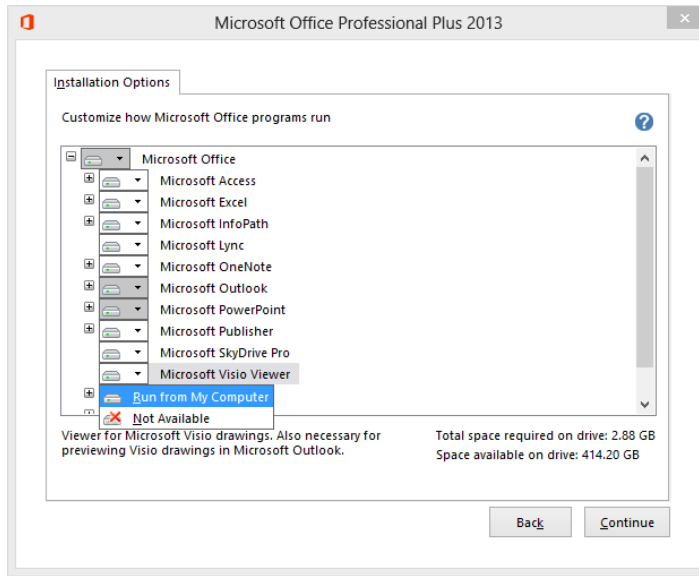 Microsoft Office Professional Plus 2013
Installation Options
Customize how Microsoft Office programs run
Microsoft Office
Microsoft Access
Microsoft Excel
Microsoft InfoPath
Microsoft Lync
Microsoft OneNote
Microsoft Outlook
Microsoft PowerPoint
Microsoft Publisher
Microsoft SkyDrive Pro
Microsoft Visio Viewer
Run from My Computer
Not Available
Viewer for Microsoft Visio drawings. Also necessary for
previewing Visio drawings in Microsoft Outlook.
Total space required on drive: 2.88 GB
Space available on drive: 414.20 GB
Back
Continue